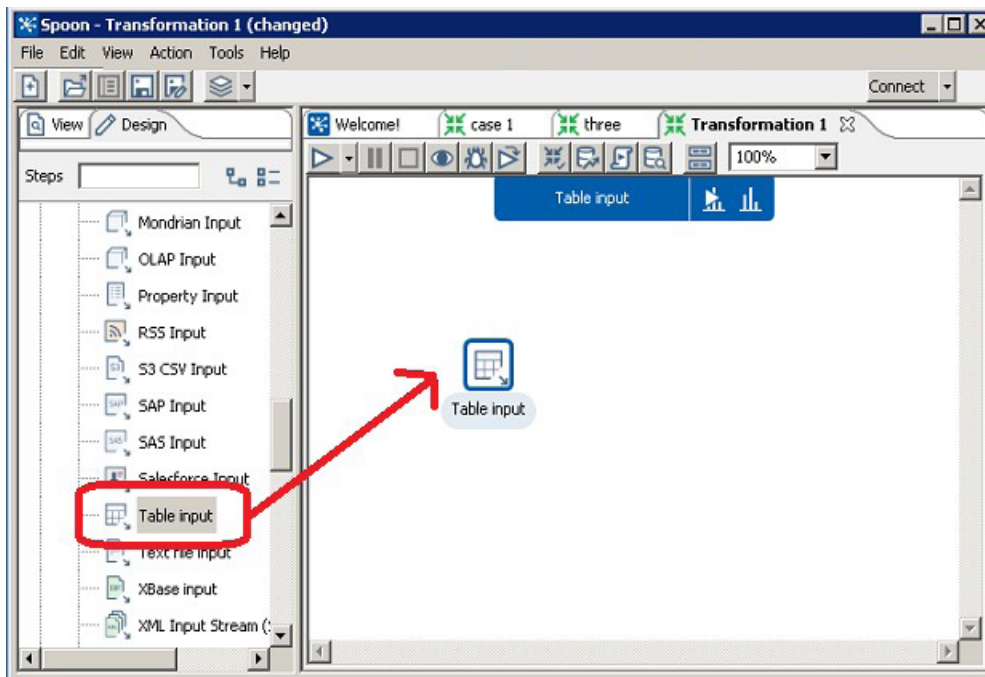 Spoon - Transformation 1 (changed)
File Edit View Action Tools Help
Connect
View Design
Welcome! case 1 three Transformation 1
Steps
100%
Table input
Mondrian Input
OLAP Input
Property Input
RSS Input
S3 CSV Input
SAP Input
SAS Input
Salesforce Input
Table input
Text file input
XBase input
XML Input Stream (
Table input